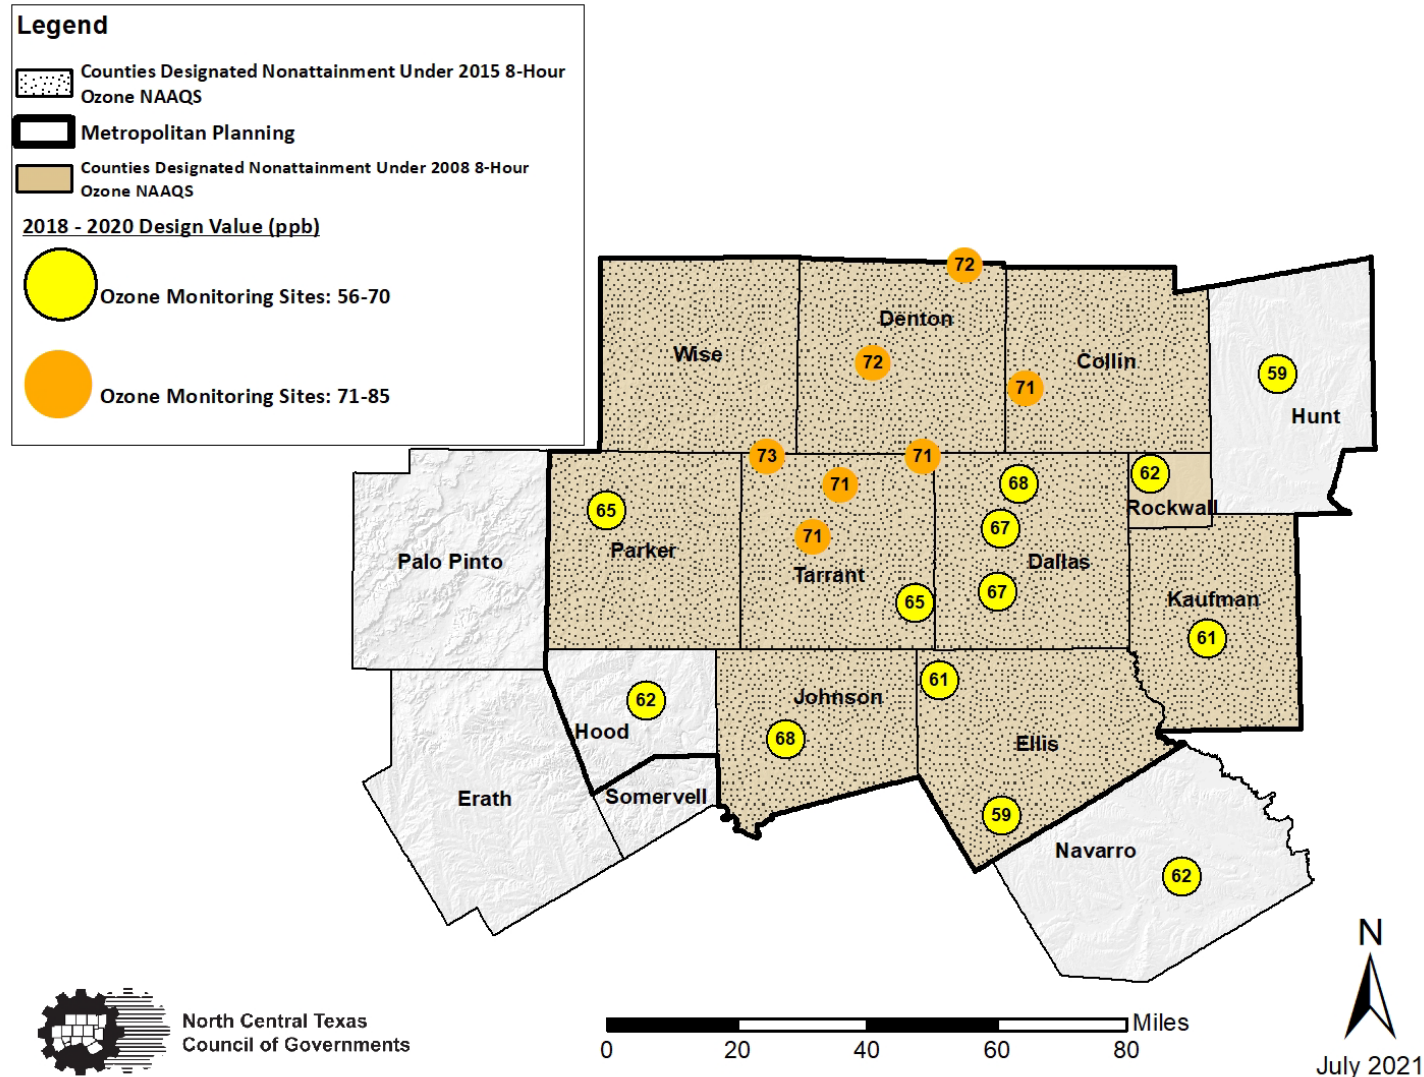 Legend
Counties Designated Nonattainment Under 2015 8-Hour
Ozone NAAQS
Metropolitan Planning
Counties Designated Nonattainment Under 2008 8-Hour
Ozone NAAQS
2018 - 2020 Design Value (ppb)
Ozone Monitoring Sites: 56-70
Ozone Monitoring Sites: 71-85
72
Denton
Wise
72
Collin
71
59
Hunt
73
71
71
68
62
Rockwall
65
67
71
Parker
Palo Pinto
Tarrant
Dallas
67
65
Kaufman
61
61
Johnson
62
Hood
68
Ellis
Erath
Somervell
59
Navarro
62
N
July 2021
North Central Texas
Council of Governments
Miles
0 20 40 60 80